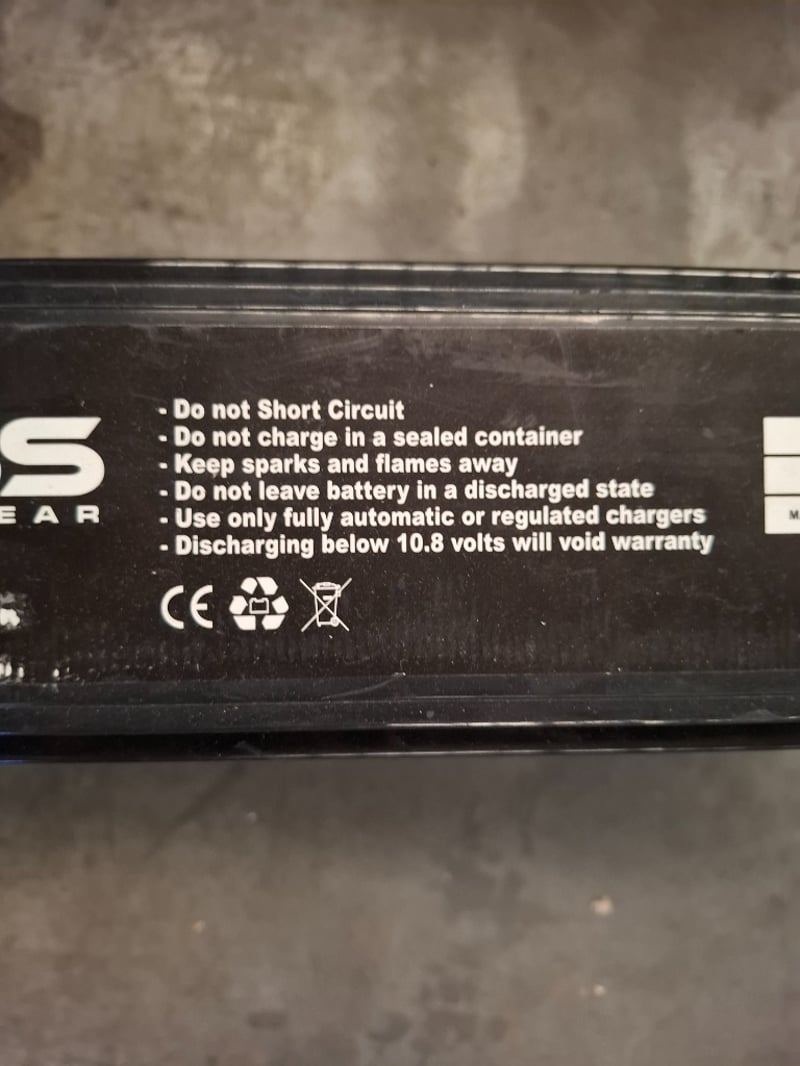 - Do not Short Circuit
- Do not charge in a sealed container
- Keep sparks and flames away
- Do not leave battery in a discharged state
- Use only fully automatic or regulated chargers
- Discharging below 10.8 volts will void warranty
CE